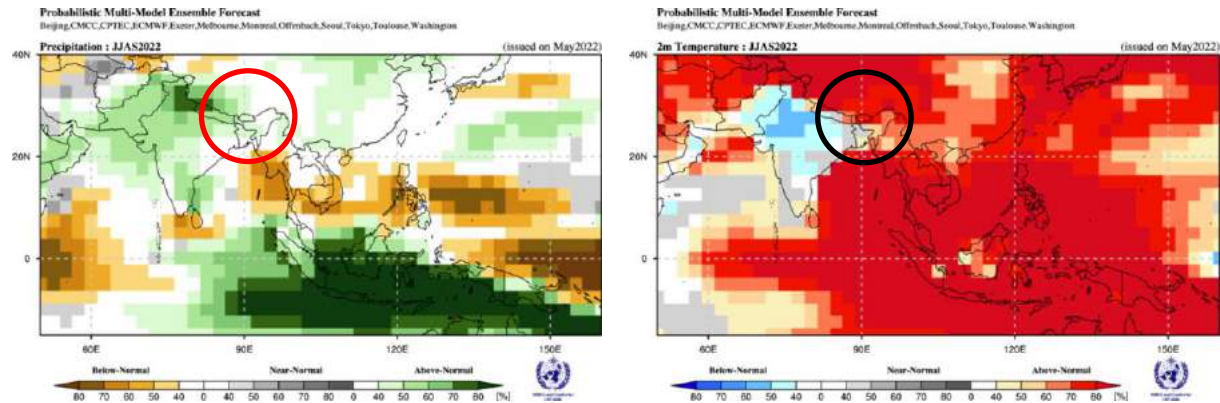 Probabilistic Multi-Model Ensemble Forecast
Beijing,CMCC,CPTEC,ECMWF,Exeter,Melbourne,Montreal,Offenbach,Seoul,Tokyo,Toulouse,Washington
Precipitation : JJAS2022 (issued on May2022)
40N
20N
0
60E 90E 120E 150E
Below-Normal Near-Normal Above-Normal
80 70 60 50 40 0 40 50 60 70 80 0 40 50 60 70 80 [%]
Probabilistic Multi-Model Ensemble Forecast
Beijing,CMCC,CPTEC,ECMWF,Exeter,Melbourne,Montreal,Offenbach,Seoul,Tokyo,Toulouse,Washington
2m Temperature : JJAS2022 (issued on May2022)
40N
20N
0
60E 90E 120E 150E
Below-Normal Near-Normal Above-Normal
80 70 60 50 40 0 40 50 60 70 80 0 40 50 60 70 80 [%]